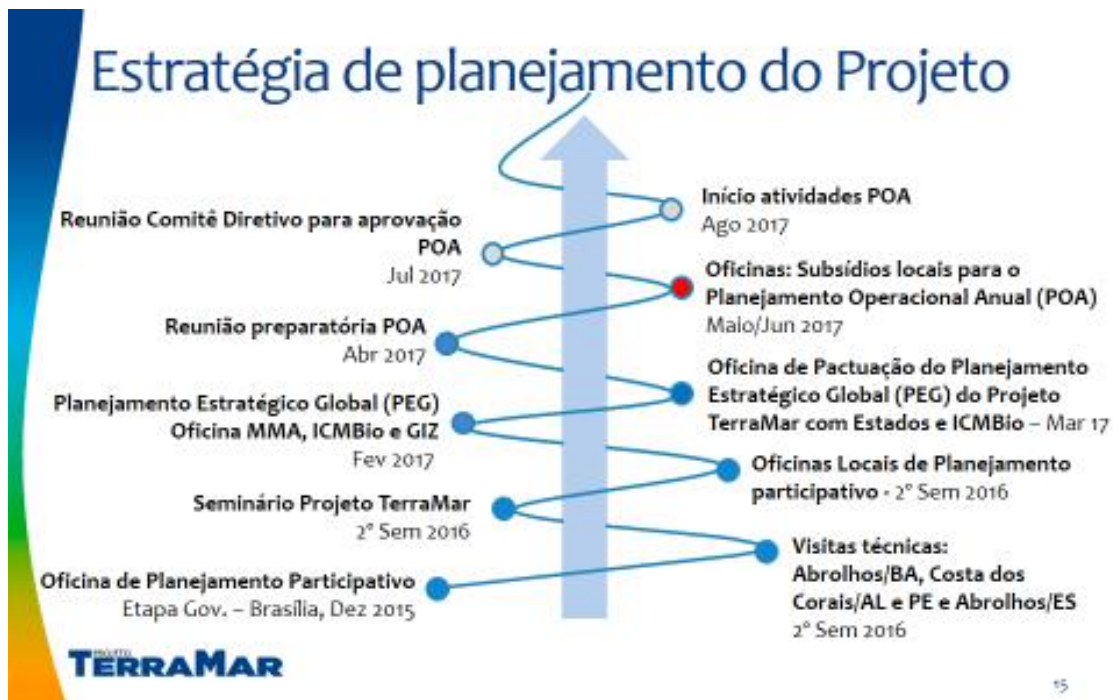 Estratégia de planejamento do Projeto
Início atividades POA
Ago 2017
Reunião Comitê Diretivo para aprovação
POA
Jul 2017
Oficinas: Subsídios locais para o
Planejamento Operacional Anual (POA)
Maio/Jun 2017
Reunião preparatória POA
Abr 2017
Oficina de Pactuação do Planejamento
Estratégico Global (PEG) do Projeto
TerraMar com Estados e ICMBio – Mar 17
Planejamento Estratégico Global (PEG)
Oficina MMA, ICMBio e GIZ
Fev 2017
Oficinas Locais de Planejamento
participativo - 2° Sem 2016
Seminário Projeto TerraMar
2° Sem 2016
Visitas técnicas:
Abrolhos/BA, Costa dos
Corais/AL e PE e Abrolhos/ES
2° Sem 2016
Oficina de Planejamento Participativo
Etapa Gov. – Brasília, Dez 2015
PROJETO
TERRAMAR
15